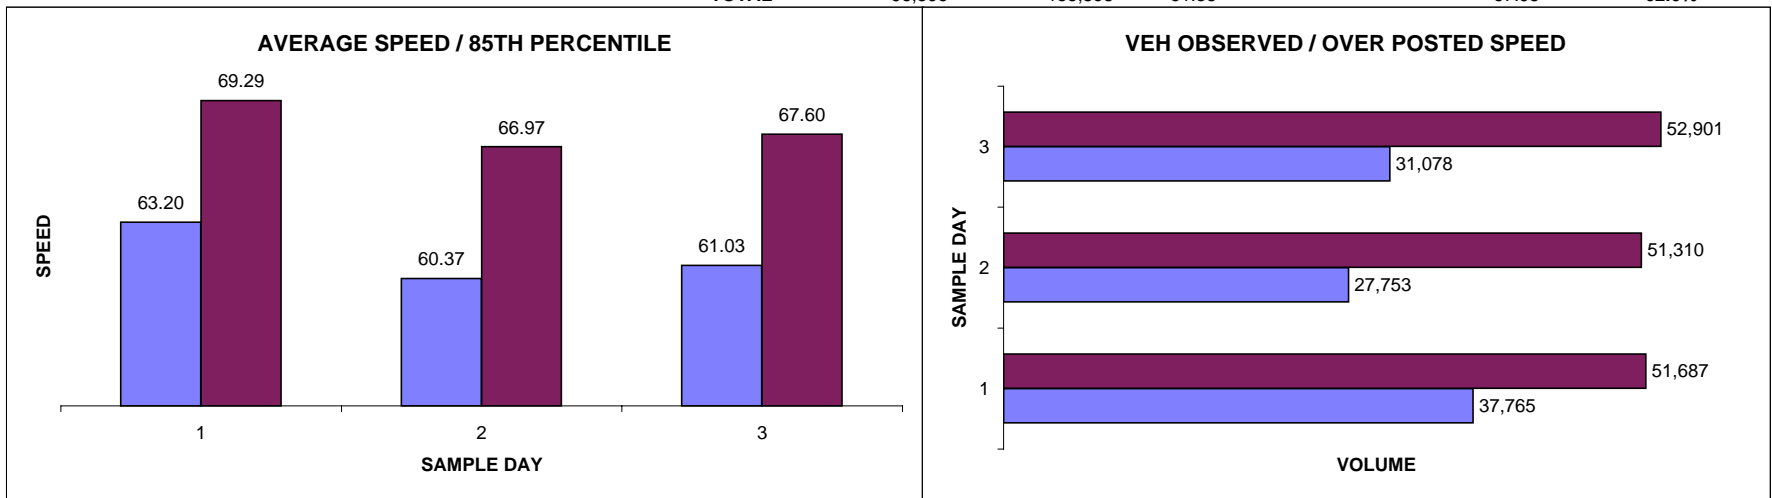 AVERAGE SPEED / 85TH PERCENTILE
69.29
67.60
66.97
63.20
61.03
60.37
SPEED
1 2 3
SAMPLE DAY
VEH OBSERVED / OVER POSTED SPEED
52,901
3
31,078
51,310
2
27,753
51,687
1
37,765
SAMPLE DAY
VOLUME